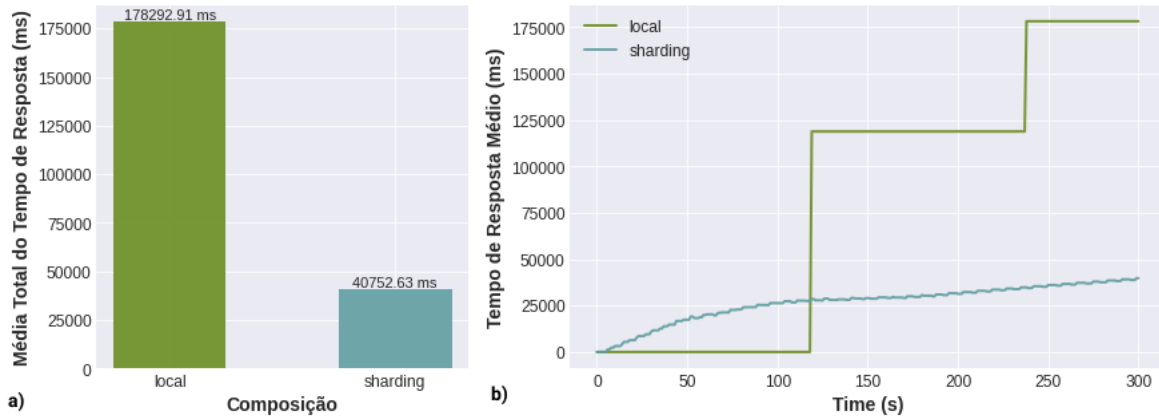 Média Total do Tempo de Resposta (ms)
175000
150000
125000
100000
75000
50000
25000
0
178292.91 ms
40752.63 ms
local
sharding
Composição
a)
Tempo de Resposta Médio (ms)
175000
150000
125000
100000
75000
50000
25000
0
local
sharding
0
50
100
150
200
250
300
Time (s)
b)